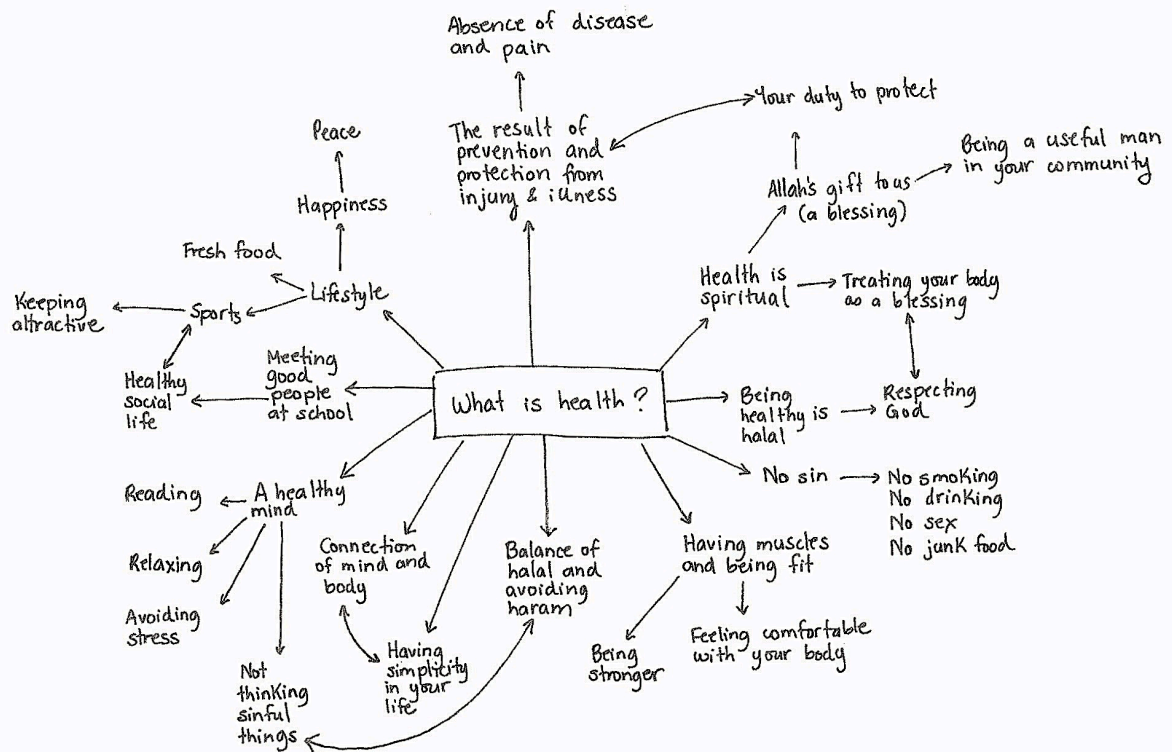 Absence of disease
and pain
Your duty to protect
Peace
The result of
prevention and
protection from
injury & illness
Being a useful man
in your community
Allah's gift to us
(a blessing)
Happiness
Fresh food
Lifestyle
Health is
spiritual
Treating your body
as a blessing
Keeping
attractive
Sports
Meeting
good
people
at school
Healthy
social
life
What is health?
Being
healthy is
halal
Respecting
God
No sin
No smoking
No drinking
No sex
No junk food
Reading
A healthy
mind
Relaxing
Avoiding
stress
Not
thinking
sinful
things
Connection
of mind and
body
Having
simplicity
in your
life
Balance of
halal and
avoiding
haram
Having muscles
and being fit
Being
stronger
Feeling comfortable
with your body